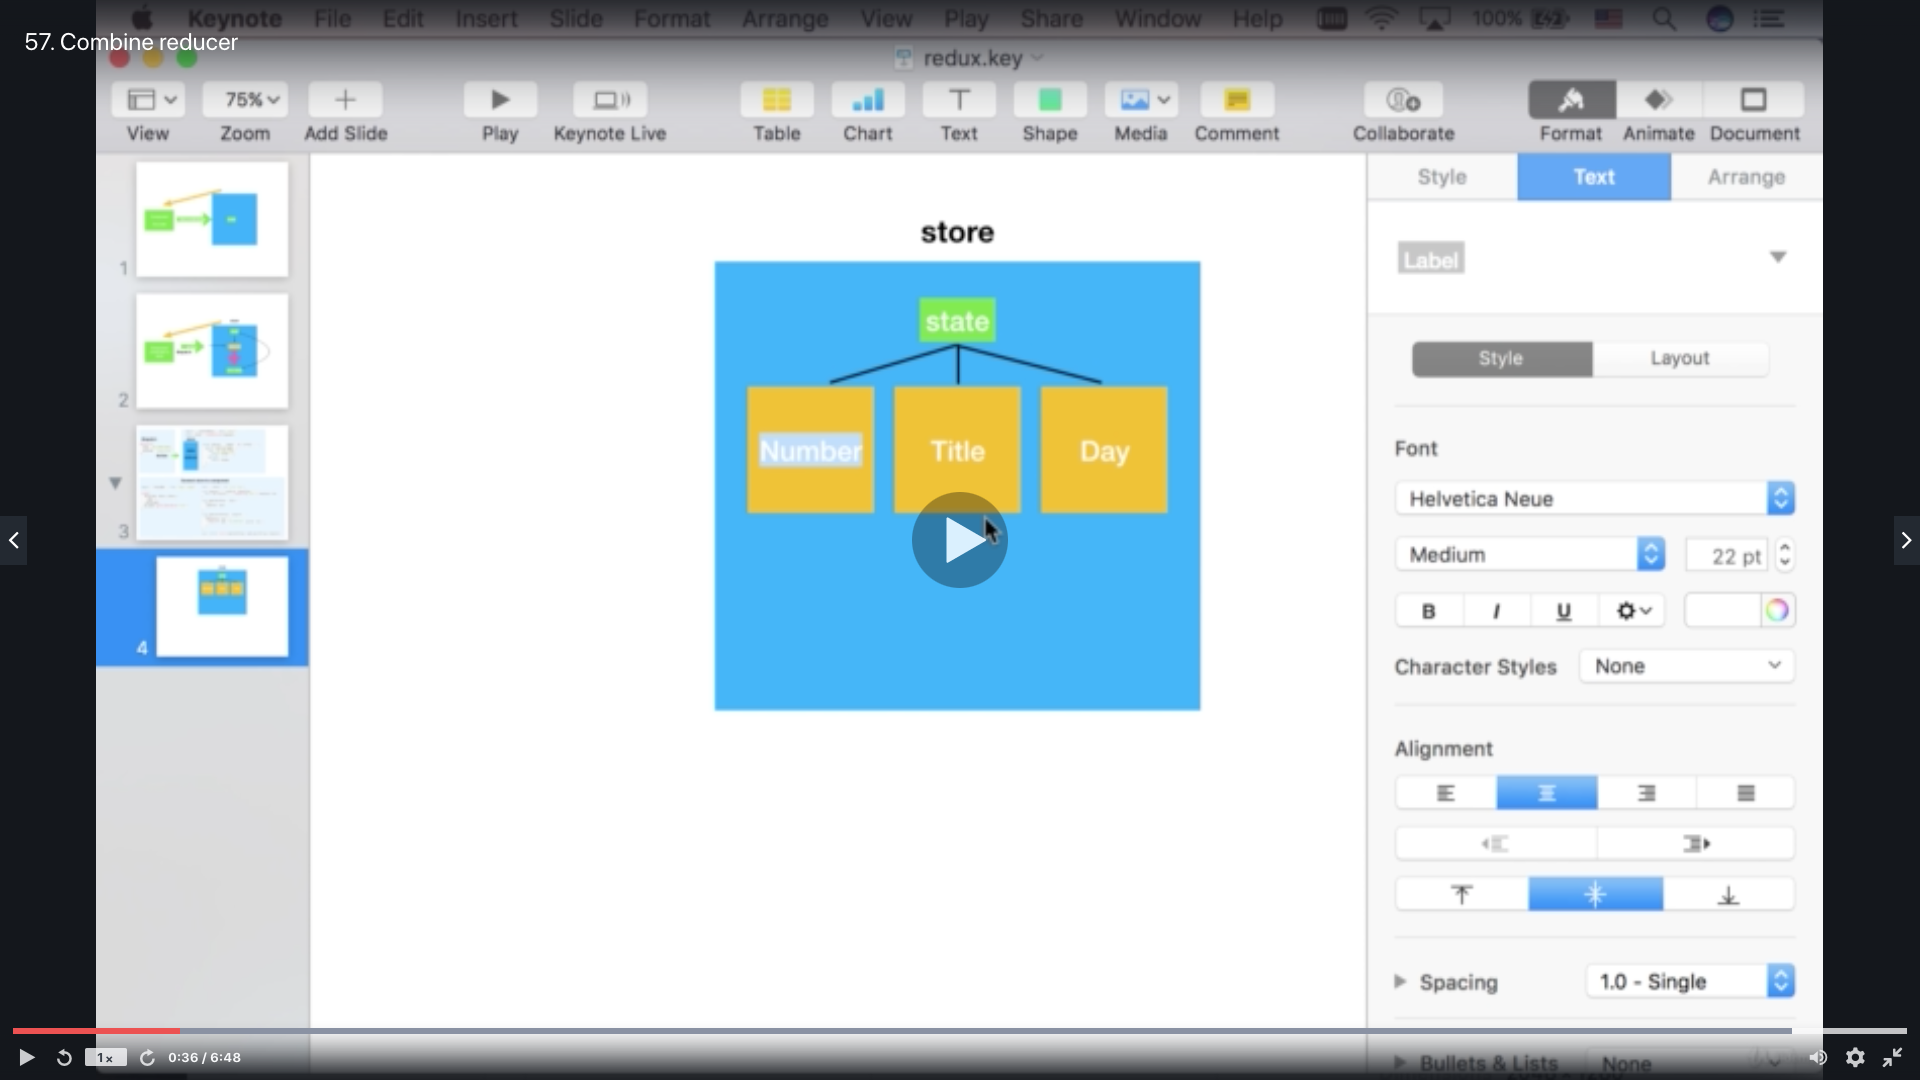 Keynote File Edit Insert Slide Format Arrange View Play Share Window Help 100%
57. Combine reducer
redux.key
75%
View Zoom Add Slide Play Keynote Live Table Chart Text Shape Media Comment Collaborate Format Animate Document
1
2
3
4
store
state
Number Title Day
Style Text Arrange
Label
Style Layout
Font
Helvetica Neue
Medium 22 pt
B I U
Character Styles None
Alignment
Spacing 1.0 - Single
Bullets & Lists None
1x 0:36 / 6:48